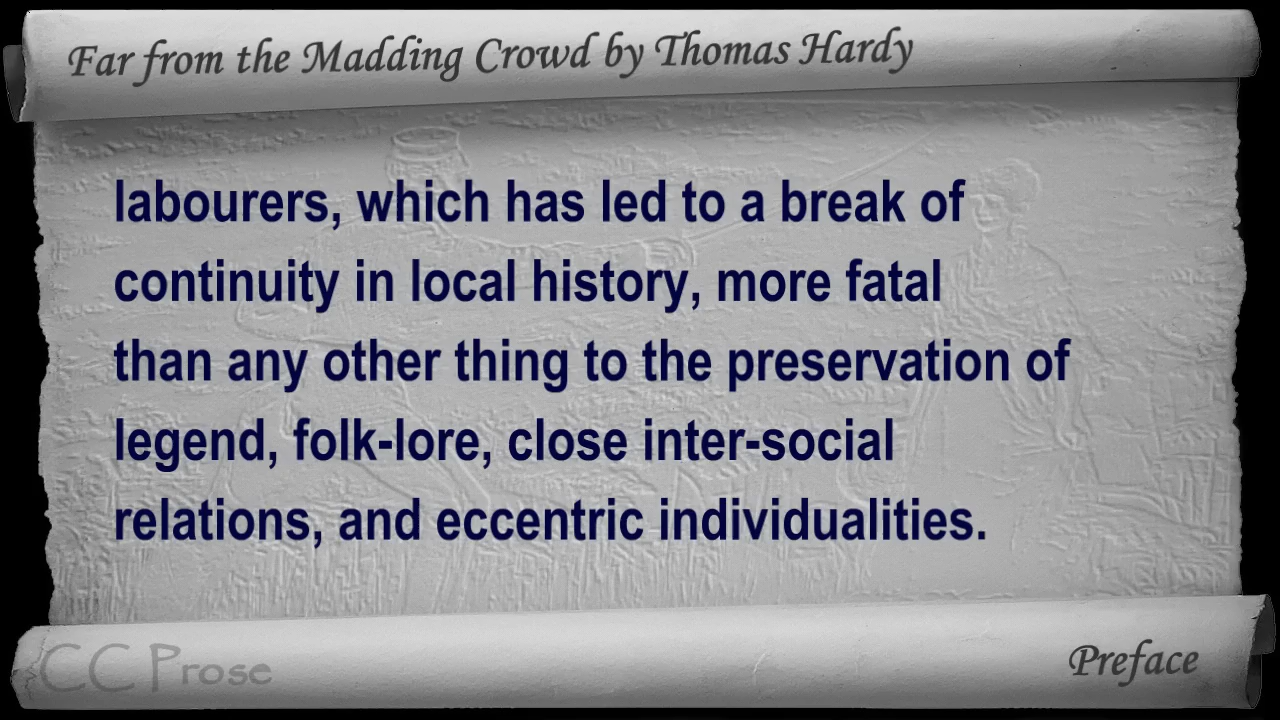 Far from the Madding Crowd by Thomas Hardy
labourers, which has led to a break of
continuity in local history, more fatal
than any other thing to the preservation of
legend, folk-lore, close inter-social
relations, and eccentric individualities.
CC Prose
Preface